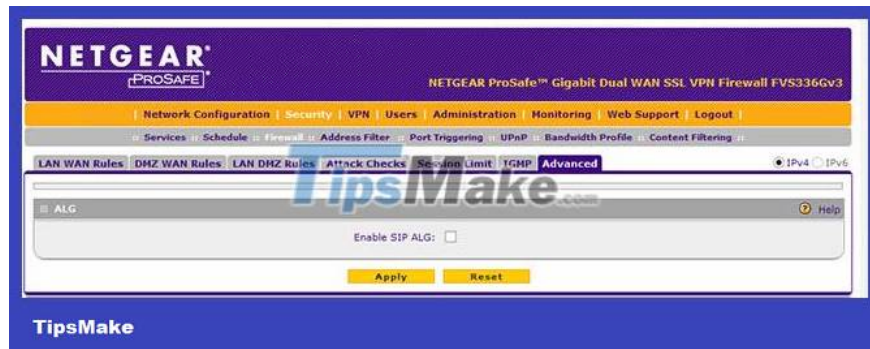 NETGEAR®
PROSAFE
NETGEAR ProSafe™ Gigabit Dual WAN SSL VPN Firewall FVS336Gv3
Network Configuration | Security | VPN | Users | Administration | Monitoring | Web Support | Logout
Services :: Schedule :: Firewall :: Address Filter :: Port Triggering :: UPnP :: Bandwidth Profile :: Content Filtering
LAN WAN Rules DMZ WAN Rules LAN DMZ Rules Attack Checks Session Limit IGMP Advanced IPv4 IPv6
TipsMake.com
ALG Help
Enable SIP ALG:
Apply Reset
TipsMake